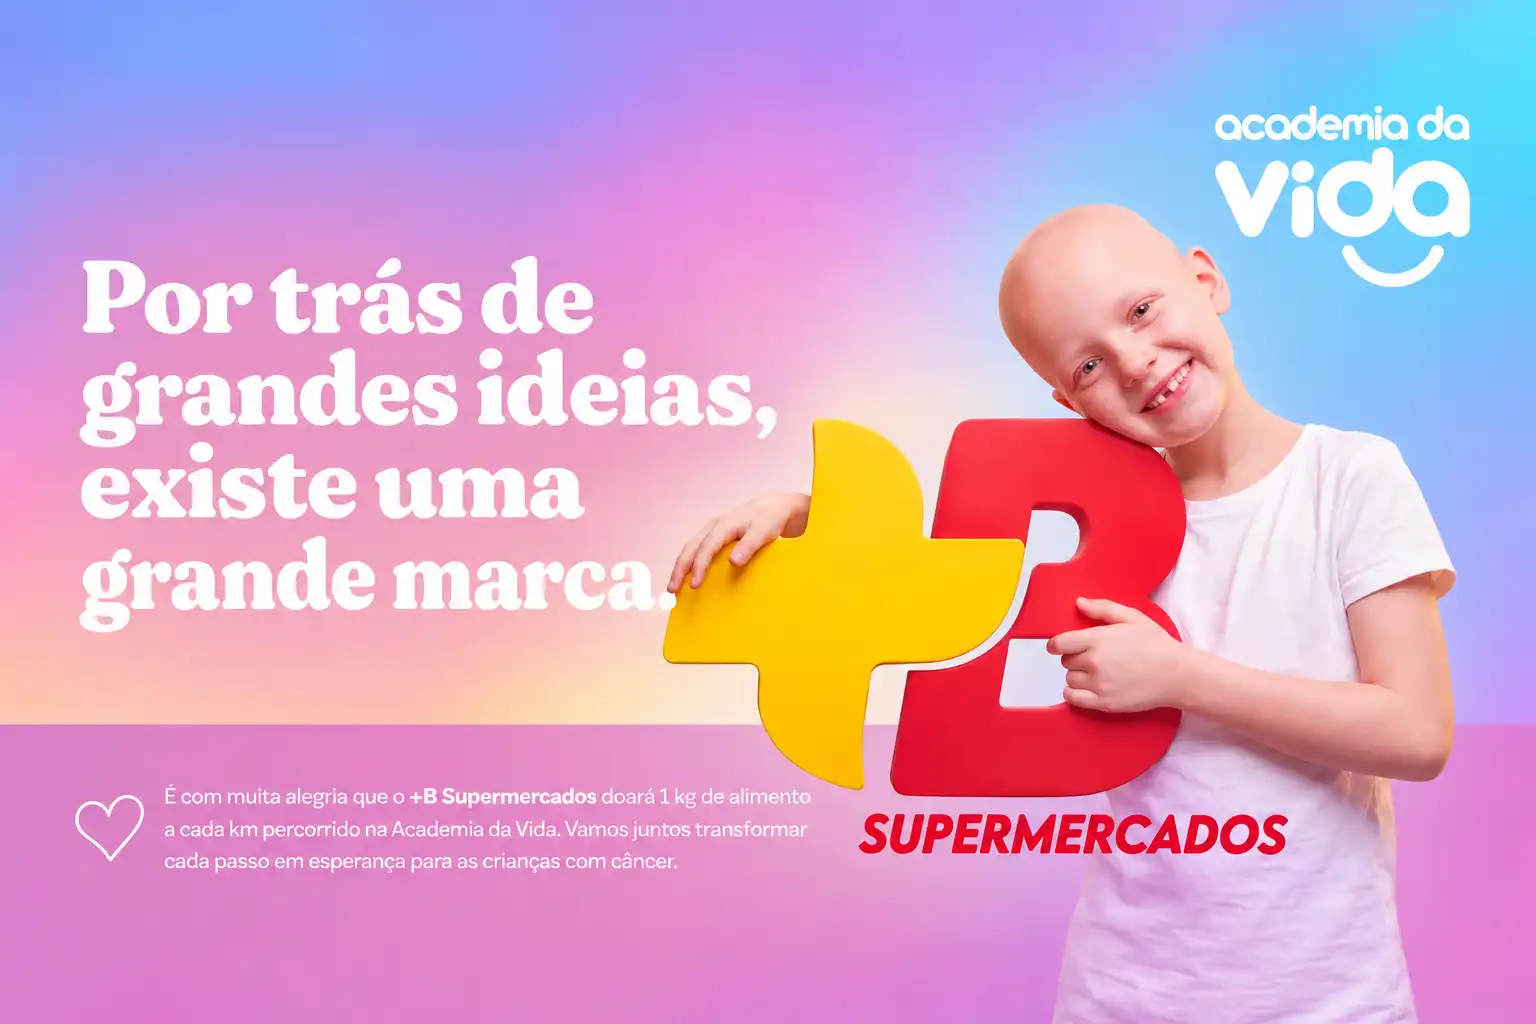 academia da
vida
Por trás de
grandes ideias,
existe uma
grande marca.
+B
SUPERMERCADOS
É com muita alegria que o +B Supermercados doará 1 kg de alimento
a cada km percorrido na Academia da Vida. Vamos juntos transformar
cada passo em esperança para as crianças com câncer.